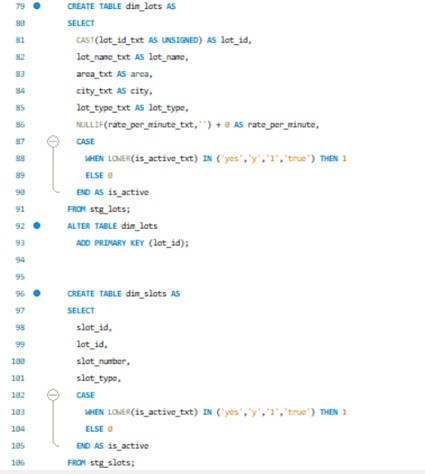 79 CREATE TABLE dim_lots AS
80 SELECT
81 CAST(lot_id_txt AS UNSIGNED) AS lot_id,
82 lot_name_txt AS lot_name,
83 area_txt AS area,
84 city_txt AS city,
85 lot_type_txt AS lot_type,
86 NULLIF(rate_per_minute_txt,'') + 0 AS rate_per_minute,
87 CASE
88 WHEN LOWER(is_active_txt) IN ('yes','y','1','true') THEN 1
89 ELSE 0
90 END AS is_active
91 FROM stg_lots;
92 ALTER TABLE dim_lots
93 ADD PRIMARY KEY (lot_id);
94
95
96 CREATE TABLE dim_slots AS
97 SELECT
98 slot_id,
99 lot_id,
100 slot_number,
101 slot_type,
102 CASE
103 WHEN LOWER(is_active_txt) IN ('yes','y','1','true') THEN 1
104 ELSE 0
105 END AS is_active
106 FROM stg_slots;